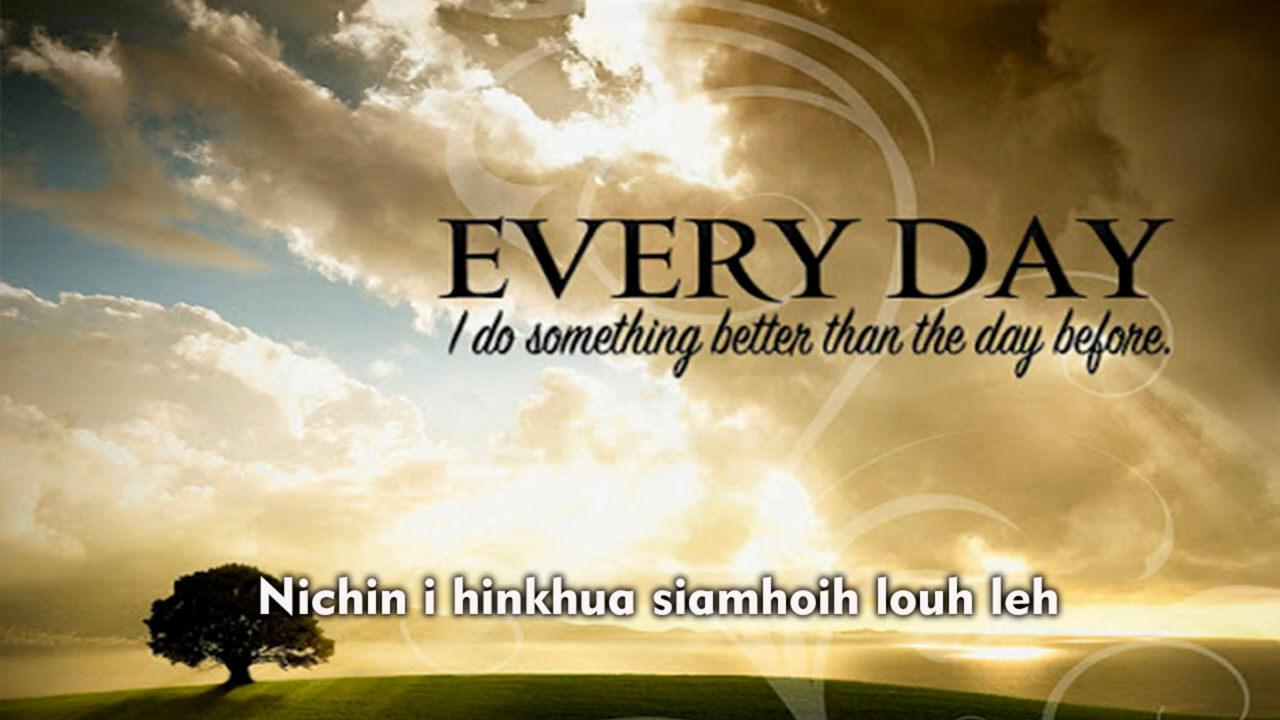 EVERY DAY
I do something better than the day before.
Nichin i hinkhua siamhoih louh leh